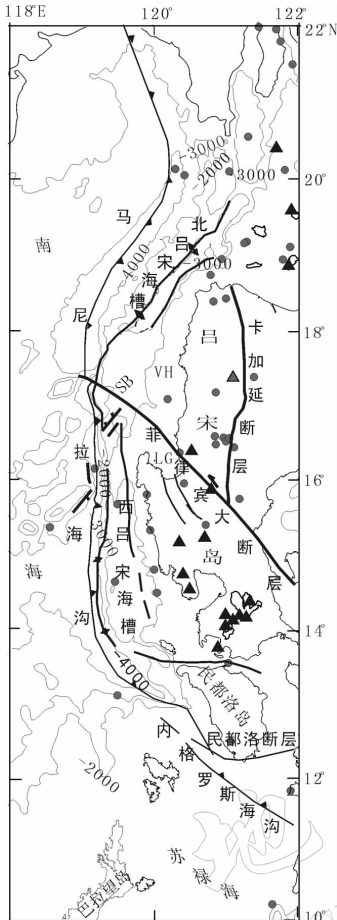 118°E
120°
122°
22°N
-3000
-2000
-3000
20°
马尼拉海沟
南海
-4000
北吕宋海槽
-3000
吕宋岛
卡加延断层
18°
SB
VH
菲律宾大断层
LG
16°
2000
-3000
西吕宋海槽
14°
-4000
民都洛岛
民都洛断层
内格罗斯海沟
-2000
12°
苏禄海
巴拉望岛
10°